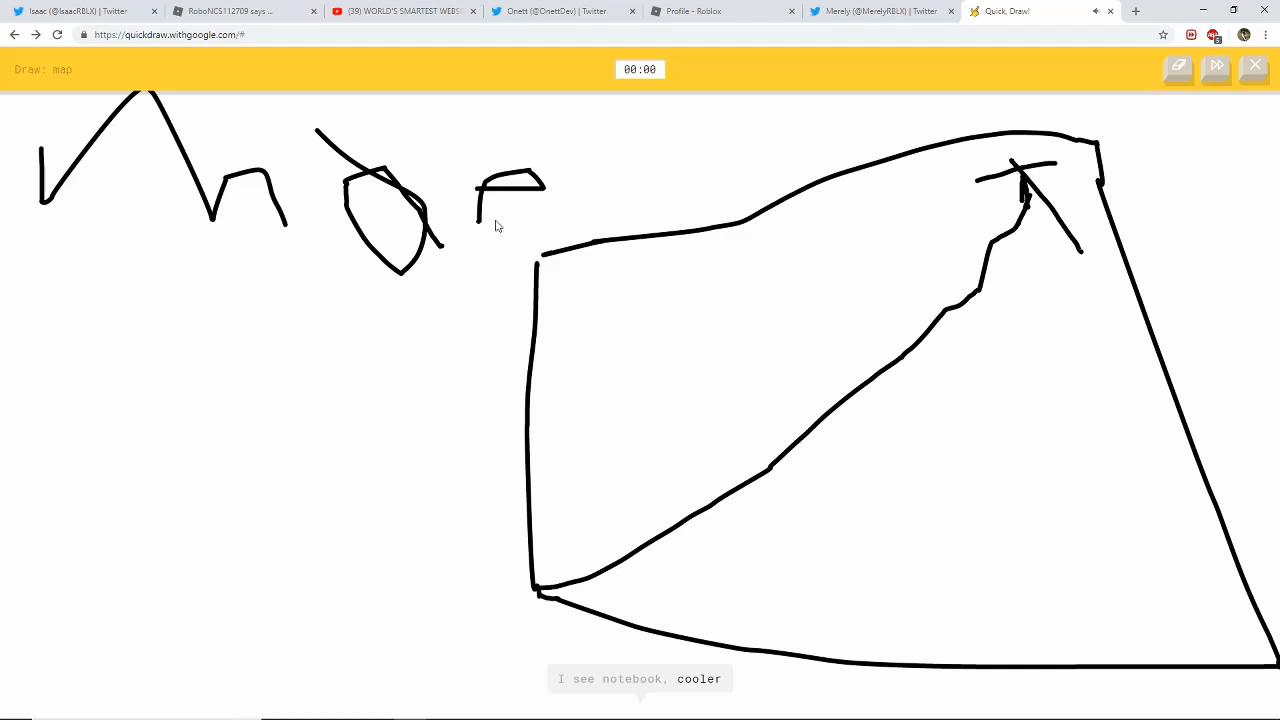 Isaac (@IsaacRBLX) | Twitter
RoboNCS1112709 says ..
(39) WORLD'S SMARTEST WEBS
Onett (@OnettDev) | Twitter
Profile - Roblox
Merely (@MerelyRBLX) | Twitter
Quick, Draw!
https://quickdraw.withgoogle.com/#
Draw: map
00:00
I see notebook, cooler